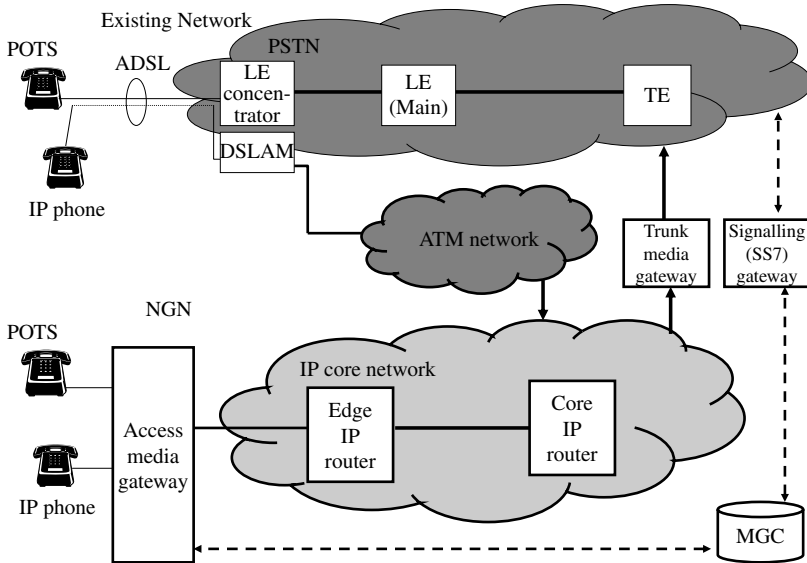 Existing Network
POTS
ADSL
PSTN
LE
concen-
trator
LE
(Main)
TE
DSLAM
IP phone
ATM network
Trunk
media
gateway
Signalling
(SS7)
gateway
NGN
POTS
IP core network
Access
media
gateway
Edge
IP
router
Core
IP
router
IP phone
MGC